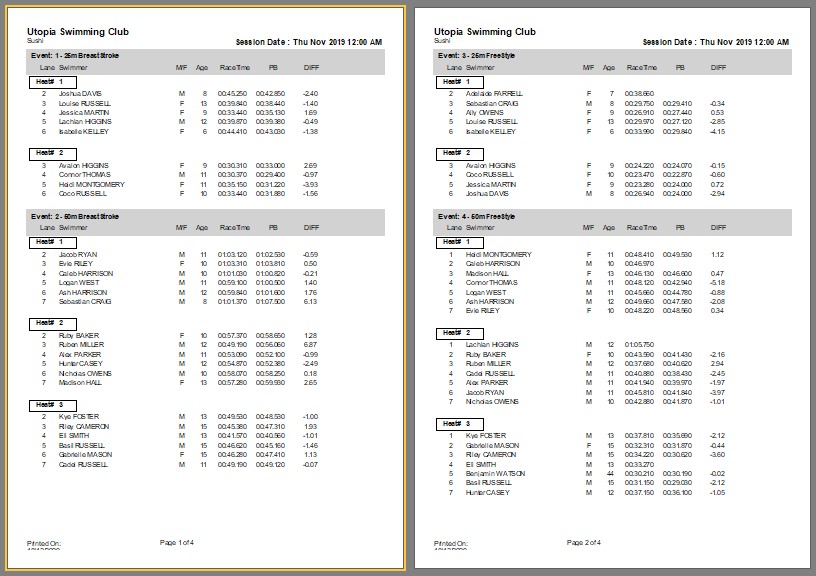 Utopia Swimming Club
Sushi
Session Date : Thu Nov 2019 12:00 AM
Event: 1 - 25m BreastStroke
Lane Swimmer M/F Age RaceTime PB DIFF
Heat# 1
2 Joshua DAVIS M 8 00:45.250 00:42.850 -2.40
3 Louise RUSSELL F 13 00:39.840 00:38.440 -1.40
4 Jessica MARTIN F 9 00:33.440 00:35.130 1.69
5 Lachlan HIGGINS M 12 00:39.870 00:39.380 -0.49
6 Isabelle KELLEY F 6 00:44.410 00:43.030 -1.38
Heat# 2
3 Avalon HIGGINS F 9 00:30.310 00:33.000 2.69
4 Connor THOMAS M 11 00:30.370 00:29.400 -0.97
5 Heidi MONTGOMERY F 11 00:35.150 00:31.220 -3.93
6 Coco RUSSELL F 10 00:33.440 00:31.880 -1.56
Event: 2 - 50m BreastStroke
Lane Swimmer M/F Age RaceTime PB DIFF
Heat# 1
2 Jacob RYAN M 11 01:03.120 01:02.530 -0.59
3 Evie RILEY F 10 01:03.310 01:03.810 0.50
4 Caleb HARRISON M 10 01:01.030 01:00.820 -0.21
5 Logan WEST M 11 00:59.100 01:00.500 1.40
6 Ash HARRISON M 12 00:59.840 01:01.600 1.76
7 Sebastian CRAIG M 8 01:01.370 01:07.500 6.13
Heat# 2
2 Ruby BAKER F 10 00:57.370 00:58.650 1.28
3 Ruben MILLER M 12 00:49.190 00:56.060 6.87
4 Alex PARKER M 11 00:53.090 00:52.100 -0.99
5 Hunter CASEY M 12 00:54.870 00:52.380 -2.49
6 Nicholas OWENS M 10 00:58.070 00:58.250 0.18
7 Madison HALL F 13 00:57.280 00:59.930 2.65
Heat# 3
2 Kye FOSTER M 13 00:49.530 00:48.530 -1.00
3 Riley CAMERON M 15 00:45.380 00:47.310 1.93
4 Eli SMITH M 13 00:41.570 00:40.560 -1.01
5 Basil RUSSELL M 15 00:46.620 00:45.160 -1.46
6 Gabrielle MASON F 15 00:46.280 00:47.410 1.13
7 Cadel RUSSELL M 11 00:49.190 00:49.120 -0.07
Printed On:
Page 1 of 4
Utopia Swimming Club
Sushi
Session Date : Thu Nov 2019 12:00 AM
Event: 3 - 25m FreeStyle
Lane Swimmer M/F Age RaceTime PB DIFF
Heat# 1
2 Adelaide FARRELL F 7 00:38.660
3 Sebastian CRAIG M 8 00:29.750 00:29.410 -0.34
4 Ally OWENS F 9 00:26.910 00:27.440 0.53
5 Louise RUSSELL F 13 00:29.970 00:27.120 -2.85
6 Isabelle KELLEY F 6 00:33.990 00:29.840 -4.15
Heat# 2
3 Avalon HIGGINS F 9 00:24.220 00:24.070 -0.15
4 Coco RUSSELL F 10 00:23.470 00:22.870 -0.60
5 Jessica MARTIN F 9 00:23.280 00:24.000 0.72
6 Joshua DAVIS M 8 00:26.940 00:24.000 -2.94
Event: 4 - 50m FreeStyle
Lane Swimmer M/F Age RaceTime PB DIFF
Heat# 1
1 Heidi MONTGOMERY F 11 00:48.410 00:49.530 1.12
2 Caleb HARRISON M 10 00:46.970
3 Madison HALL F 13 00:46.130 00:46.600 0.47
4 Connor THOMAS M 11 00:48.120 00:42.940 -5.18
5 Logan WEST M 11 00:45.660 00:44.780 -0.88
6 Ash HARRISON M 12 00:49.660 00:47.580 -2.08
7 Evie RILEY F 10 00:48.220 00:48.560 0.34
Heat# 2
1 Lachlan HIGGINS M 12 01:05.750
2 Ruby BAKER F 10 00:43.590 00:41.430 -2.16
3 Ruben MILLER M 12 00:37.680 00:40.620 2.94
4 Cadel RUSSELL M 11 00:40.880 00:38.430 -2.45
5 Alex PARKER M 11 00:41.940 00:39.970 -1.97
6 Jacob RYAN M 11 00:45.810 00:41.840 -3.97
7 Nicholas OWENS M 10 00:42.880 00:41.870 -1.01
Heat# 3
1 Kye FOSTER M 13 00:37.810 00:35.690 -2.12
2 Gabrielle MASON F 15 00:32.310 00:31.870 -0.44
3 Riley CAMERON M 15 00:34.220 00:30.620 -3.60
4 Eli SMITH M 13 00:33.270
5 Benjamin WATSON M 44 00:30.210 00:30.190 -0.02
6 Basil RUSSELL M 15 00:31.150 00:29.030 -2.12
7 Hunter CASEY M 12 00:37.150 00:36.100 -1.05
Printed On:
Page 2 of 4